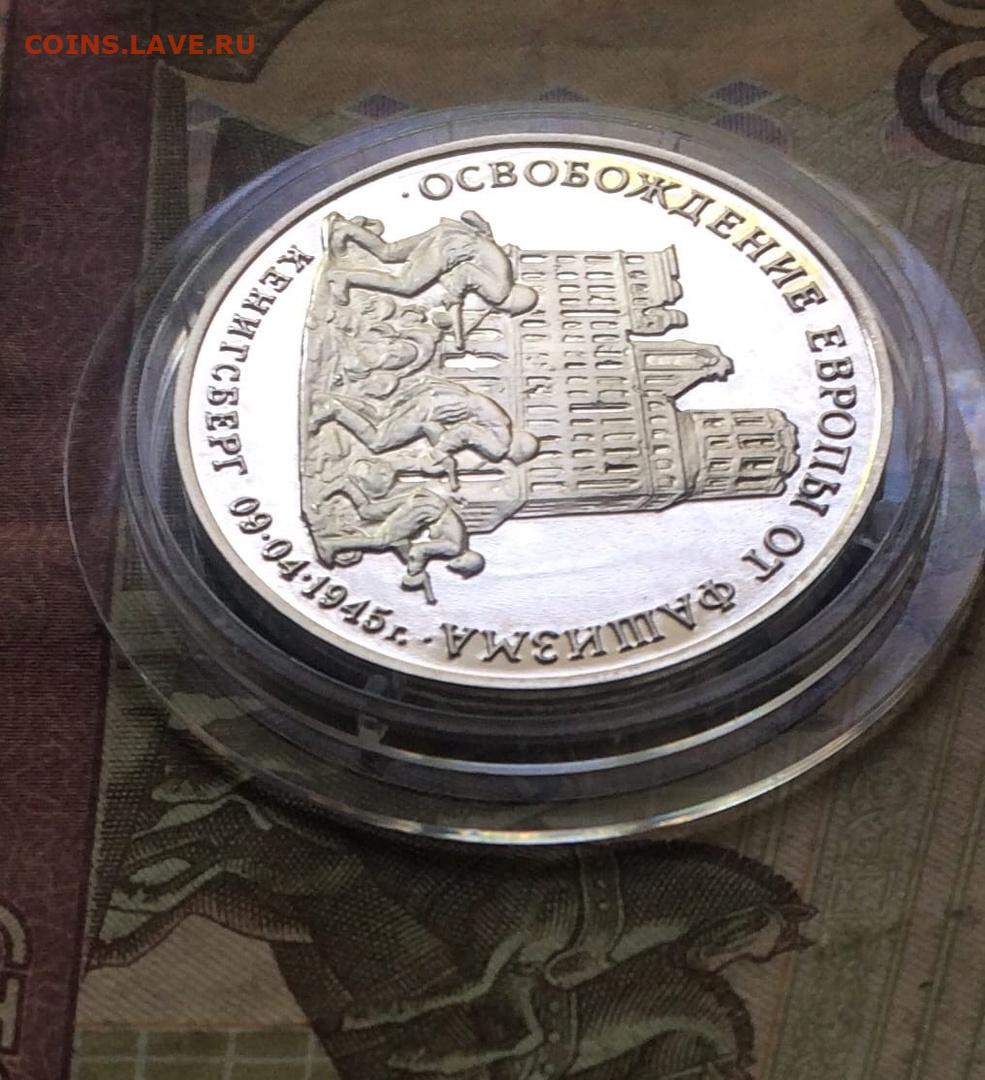 COINS.LAVE.RU
· ОСВОБОЖДЕНИЕ ЕВРОПЫ ОТ ФАШИЗМА ·
КЕНИГСБЕРГ 09·04·1945г.